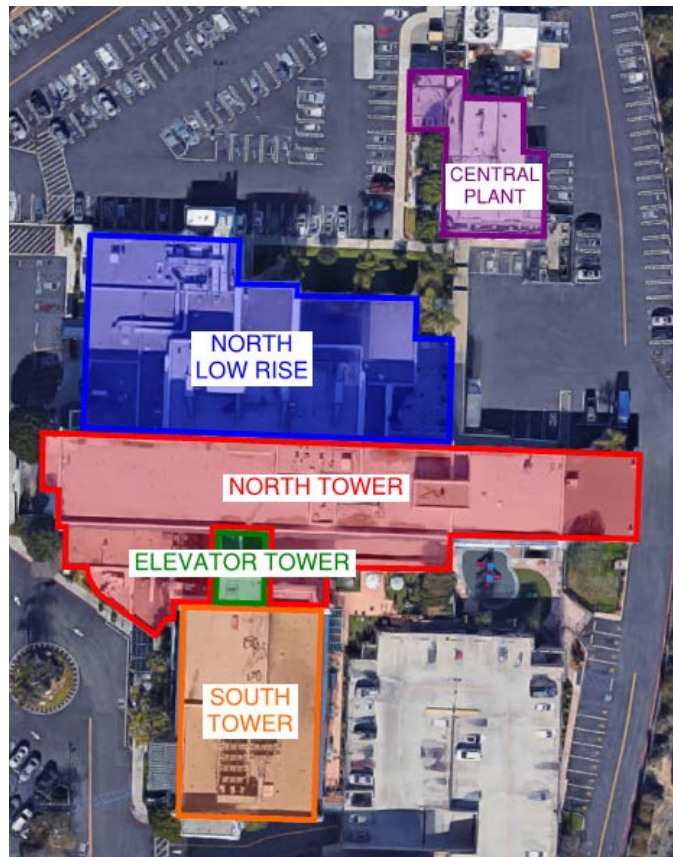 CENTRAL
PLANT
NORTH
LOW RISE
NORTH TOWER
ELEVATOR TOWER
SOUTH
TOWER